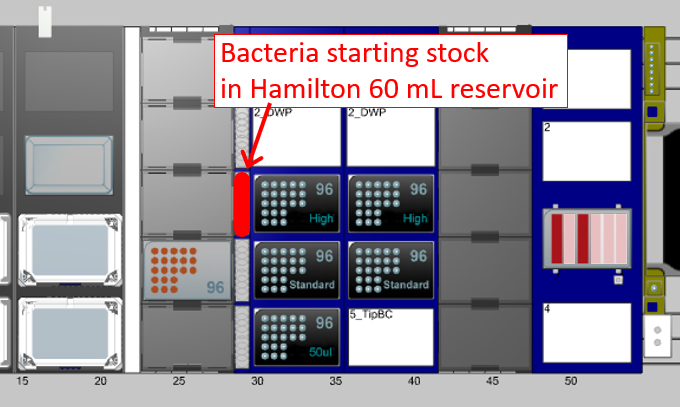 Bacteria starting stock
in Hamilton 60 mL reservoir
2_DWP
2_DWP
2
96
High
96
High
96
96
Standard
96
Standard
96
50ul
5_TipBC
4
15
20
25
30
35
40
45
50